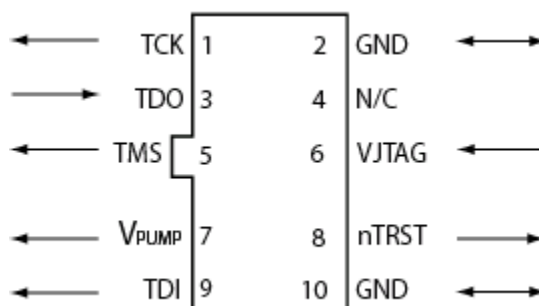 TCK 1 2 GND
TDO 3 4 N/C
TMS 5 6 VJTAG
VPUMP 7 8 nTRST
TDI 9 10 GND